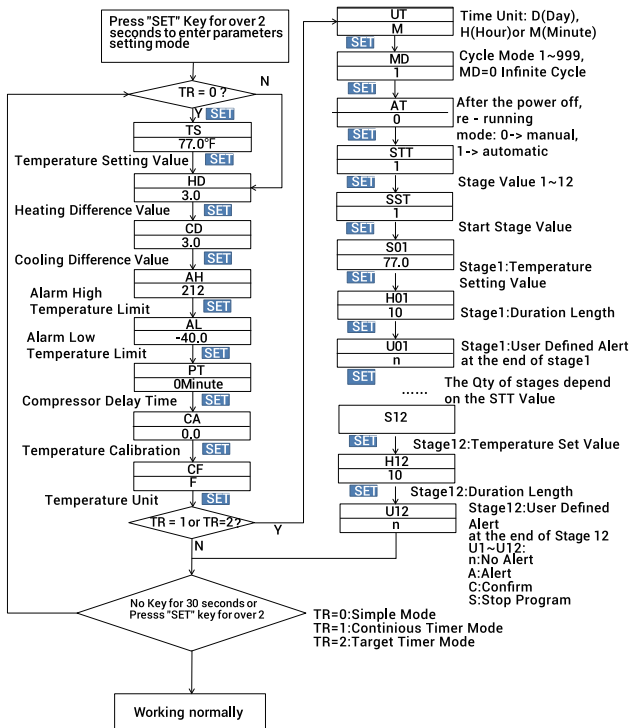 Press "SET" Key for over 2
seconds to enter parameters
setting mode
TR = 0 ?
N
Y
SET
TS
77.0°F
Temperature Setting Value
SET
HD
3.0
Heating Difference Value
SET
CD
3.0
Cooling Difference Value
SET
AH
212
Alarm High
Temperature Limit
SET
AL
-40.0
Alarm Low
Temperature Limit
SET
PT
0Minute
Compressor Delay Time
SET
CA
0.0
Temperature Calibration
SET
CF
F
Temperature Unit
SET
TR = 1 or TR=2?
Y
N
No Key for 30 seconds or
Presss "SET" key for over 2
Working normally
UT
M
Time Unit: D(Day),
H(Hour)or M(Minute)
SET
MD
1
Cycle Mode 1~999,
MD=0 Infinite Cycle
SET
AT
0
After the power off,
re - running
mode: 0-> manual,
1-> automatic
SET
STT
1
Stage Value 1~12
SET
SST
1
Start Stage Value
SET
S01
77.0
Stage1:Temperature
Setting Value
SET
H01
10
Stage1:Duration Length
SET
U01
n
Stage1:User Defined Alert
at the end of stage1
SET
......
The Qty of stages depend
on the STT Value
S12
SET
Stage12:Temperature Set Value
H12
10
SET
Stage12:Duration Length
U12
n
Stage12:User Defined
Alert
at the end of Stage 12
U1~U12:
n:No Alert
A:Alert
C:Confirm
S:Stop Program
TR=0:Simple Mode
TR=1:Continious Timer Mode
TR=2:Target Timer Mode